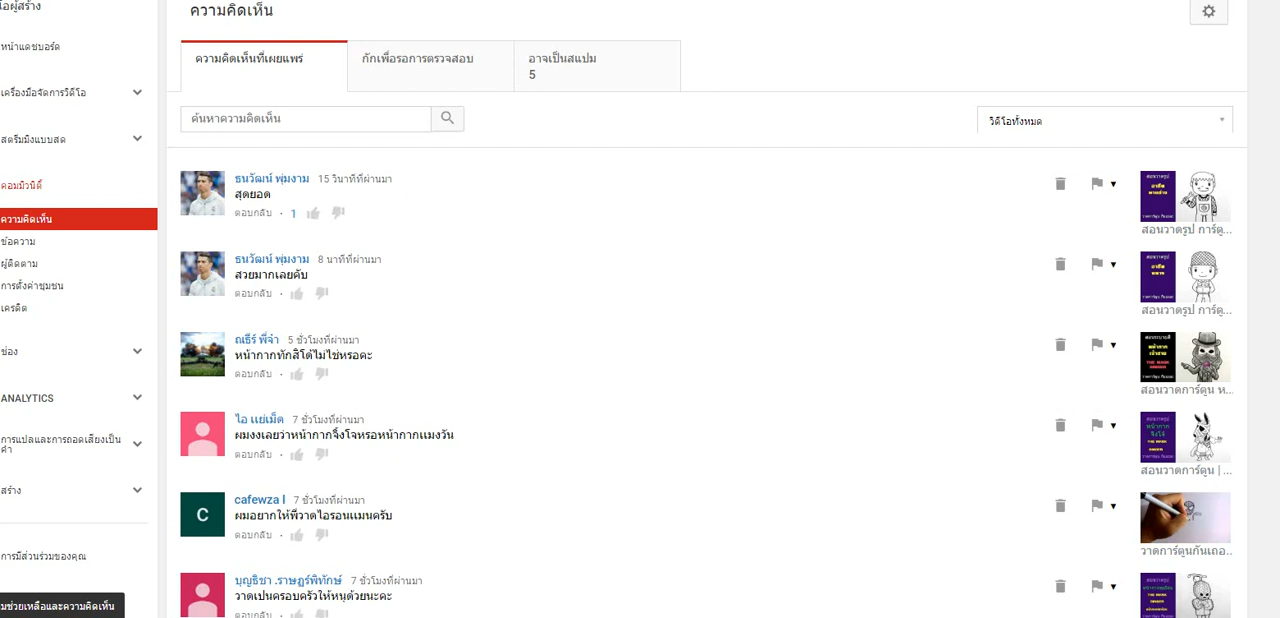 โอผู้สร้าง
หน้าแดชบอร์ด
เครื่องมือจัดการวิดีโอ
สตรีมมิงแบบสด
คอมมิวนิตี้
ความคิดเห็น
ข้อความ
ผู้ติดตาม
การตั้งค่าชุมชน
เครดิต
ช่อง
ANALYTICS
การแปลและการถอดเสียงเป็น
คำ
สร้าง
การมีส่วนร่วมของคุณ
มช่วยเหลือและความคิดเห็น
ความคิดเห็น
ความคิดเห็นที่เผยแพร่
กักเพื่อรอการตรวจสอบ
อาจเป็นสแปม
5
ค้นหาความคิดเห็น
วิดีโอทั้งหมด
ธนวัฒน์ พุ่มงาม 15 วินาทีที่ผ่านมา
สุดยอด
ตอบกลับ · 1
สอนวาดรูป การ์ตู...
ธนวัฒน์ พุ่มงาม 8 นาทีที่ผ่านมา
สวยมากเลยคับ
ตอบกลับ ·
สอนวาดรูป การ์ตู...
ณธีร์ พี่จ๋า 5 ชั่วโมงที่ผ่านมา
หน้ากากทักสิโด้ไม่ใช่หรอคะ
ตอบกลับ ·
สอนวาดการ์ตูน ห...
ไอ แย่เม็ด 7 ชั่วโมงที่ผ่านมา
ผมงงเลยว่าหน้ากากจิ้งโจหรอหน้ากากแมงวัน
ตอบกลับ ·
สอนวาดการ์ตูน | ...
C
cafewza l 7 ชั่วโมงที่ผ่านมา
ผมอยากให้พี่วาดไอรอนแมนครับ
ตอบกลับ ·
วาดการ์ตูนกันเถอ...
บุญธิชา .ราษฎร์พิทักษ์ 7 ชั่วโมงที่ผ่านมา
วาดเปนครอบครัวให้หนูด้วยนะคะ
ตอบกลับ ·